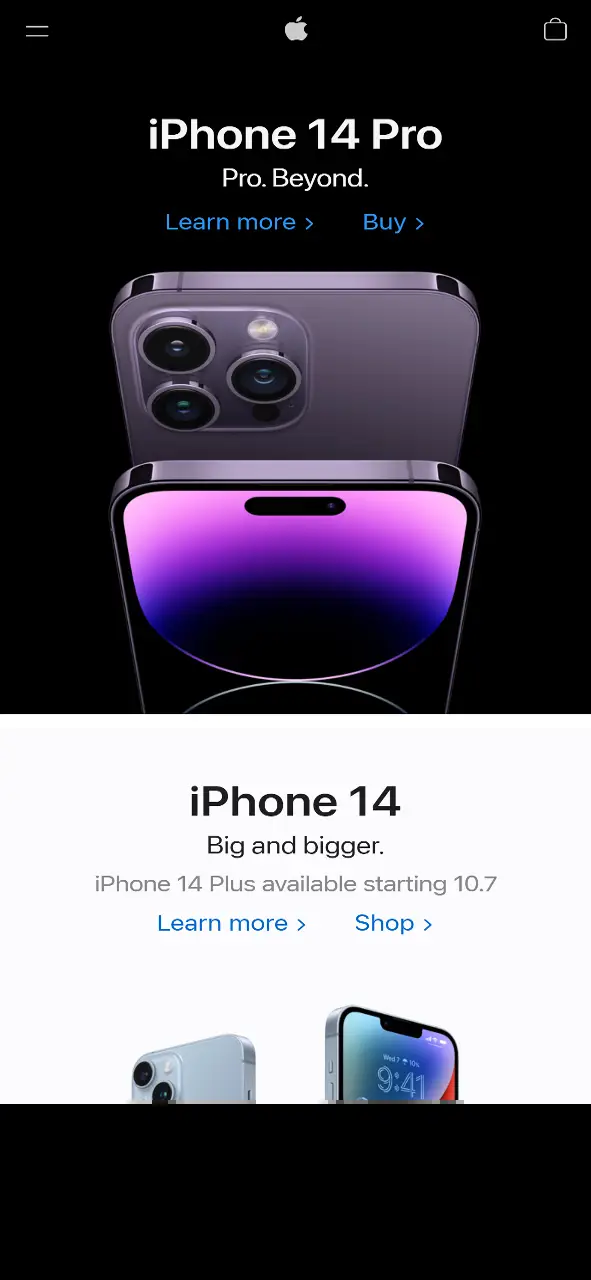 iPhone 14 Pro
Pro. Beyond.
Learn more >
Buy >
iPhone 14
Big and bigger.
iPhone 14 Plus available starting 10.7
Learn more >
Shop >
Wed 7 ☂ 10%
9:41